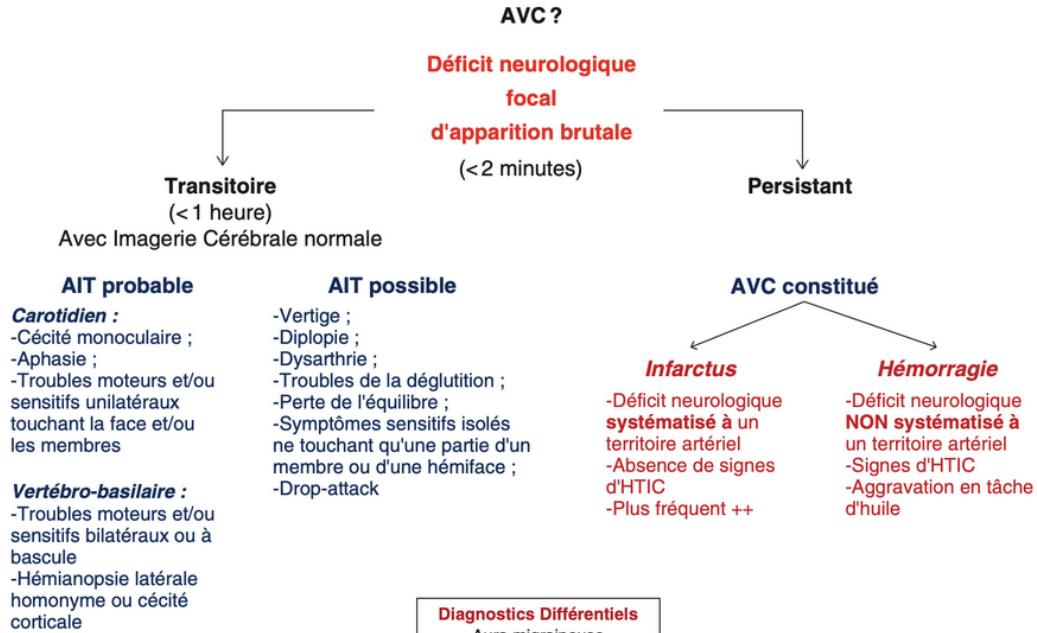 AVC ?
Déficit neurologique
focal
d'apparition brutale
(<2 minutes)
Transitoire
(<1 heure)
Avec Imagerie Cérébrale normale
Persistant
AIT probable
Carotidien :
-Cécité monoculaire ;
-Aphasie ;
-Troubles moteurs et/ou
sensitifs unilatéraux
touchant la face et/ou
les membres
Vertébro-basilaire :
-Troubles moteurs et/ou
sensitifs bilatéraux ou à
bascule
-Hémianopsie latérale
homonyme ou cécité
corticale
AIT possible
-Vertige ;
-Diplopie ;
-Dysarthrie ;
-Troubles de la déglutition ;
-Perte de l'équilibre ;
-Symptômes sensitifs isolés
ne touchant qu'une partie d'un
membre ou d'une hémiface ;
-Drop-attack
AVC constitué
Infarctus
-Déficit neurologique
systématisé à un
territoire artériel
-Absence de signes
d'HTIC
-Plus fréquent ++
Hémorragie
-Déficit neurologique
NON systématisé à
un territoire artériel
-Signes d'HTIC
-Aggravation en tâche
d'huile
Diagnostics Différentiels
Aura migraineuse